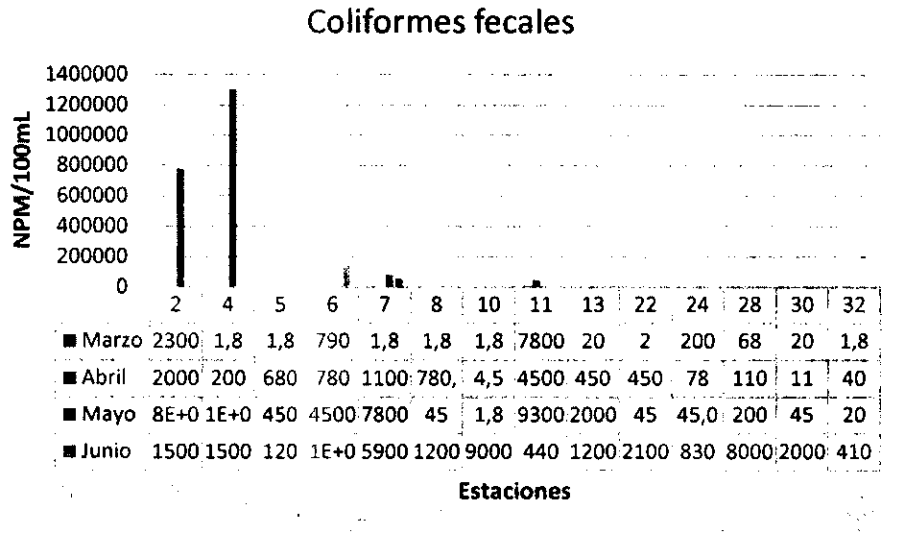 Coliformes fecales
NPM/100mL
1400000
1200000
1000000
800000
600000
400000
200000
0
2 4 5 6 7 8 10 11 13 22 24 28 30 32
Marzo 2300 1,8 1,8 790 1,8 1,8 1,8 7800 20 2 200 68 20 1,8
Abril 2000 200 680 780 1100 780, 4,5 4500 450 450 78 110 11 40
Mayo 8E+0 1E+0 450 4500 7800 45 1,8 9300 2000 45 45,0 200 45 20
Junio 1500 1500 120 1E+0 5900 1200 9000 440 1200 2100 830 8000 2000 410
Estaciones